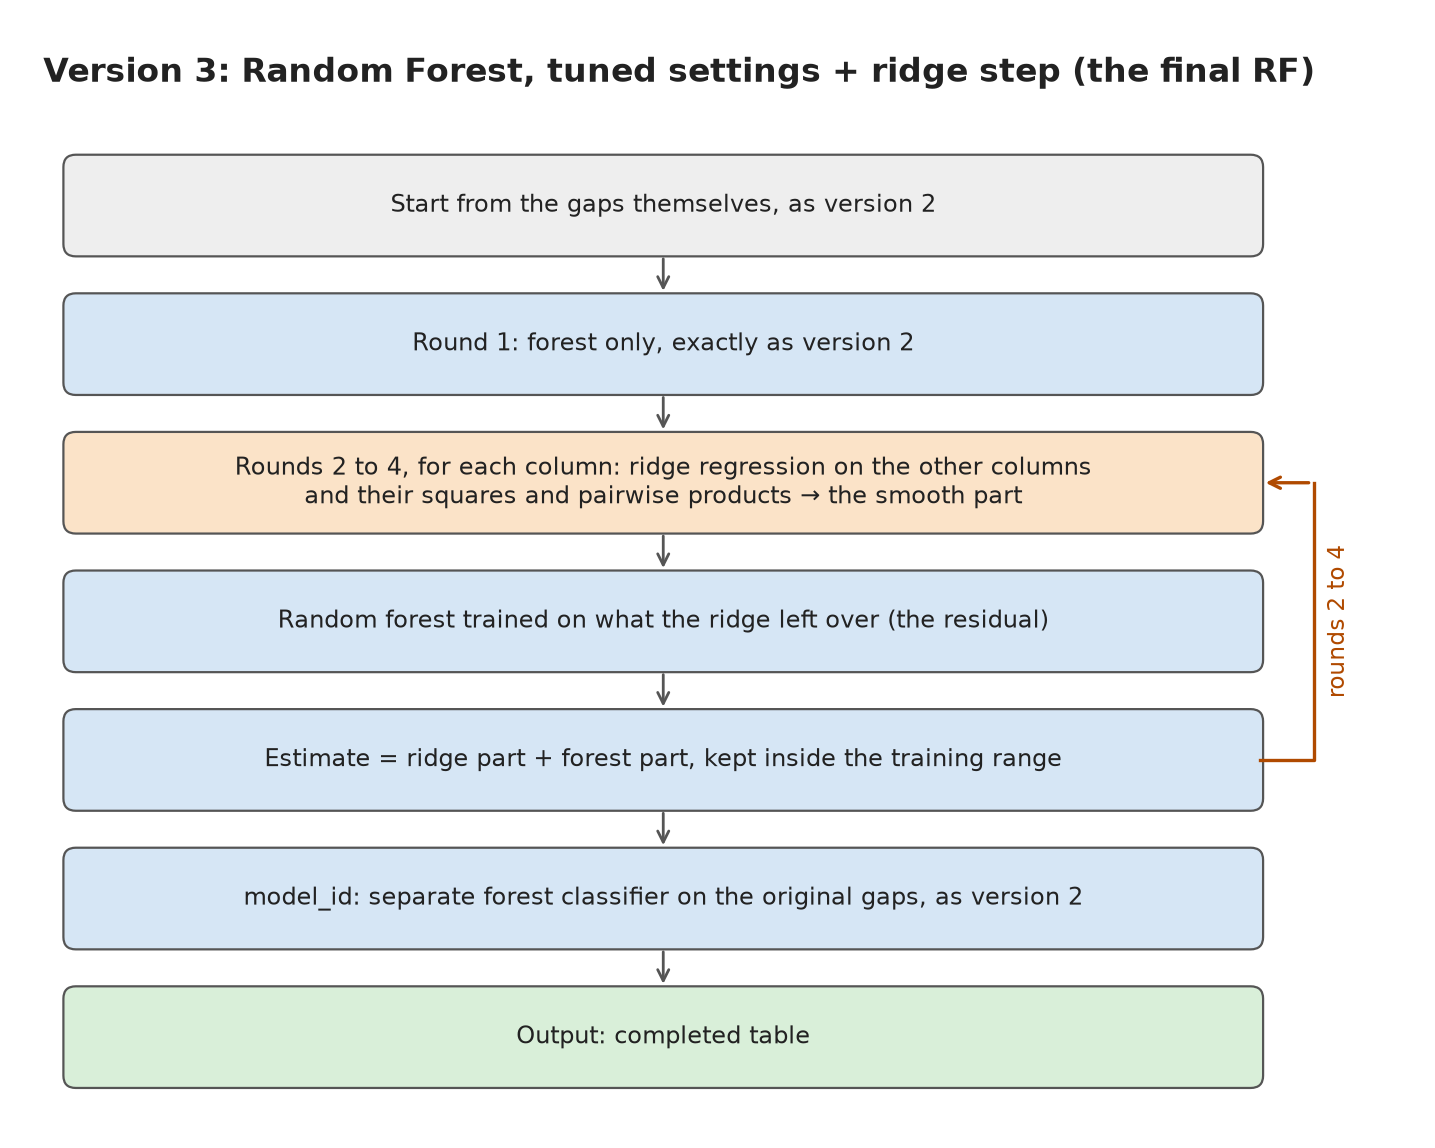 Version 3: Random Forest, tuned settings + ridge step (the final RF)
Start from the gaps themselves, as version 2
Round 1: forest only, exactly as version 2
Rounds 2 to 4, for each column: ridge regression on the other columns
and their squares and pairwise products → the smooth part
Random forest trained on what the ridge left over (the residual)
rounds 2 to 4
Estimate = ridge part + forest part, kept inside the training range
model_id: separate forest classifier on the original gaps, as version 2
Output: completed table